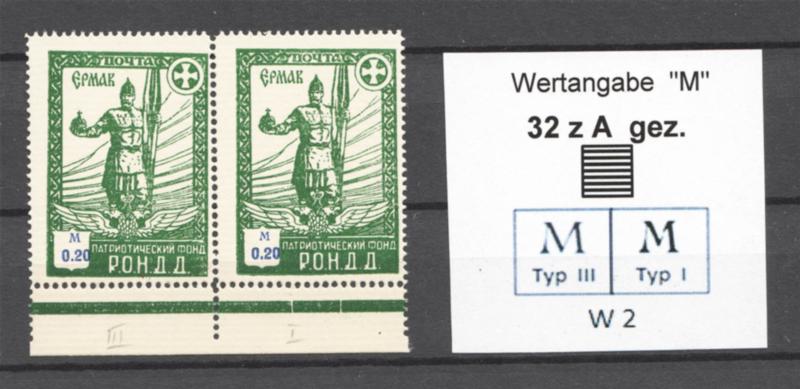 ПОЧТА
ЕРМАК
М
0.20
ПАТРИОТИЧЕСКИЙ ФОНД
Р.О.Н.Д.Д.
ПОЧТА
ЕРМАК
М
0.20
ПАТРИОТИЧЕСКИЙ ФОНД
Р.О.Н.Д.Д.
III
I
Wertangabe "M"
32 z A gez.
M M
Typ III Typ I
W 2